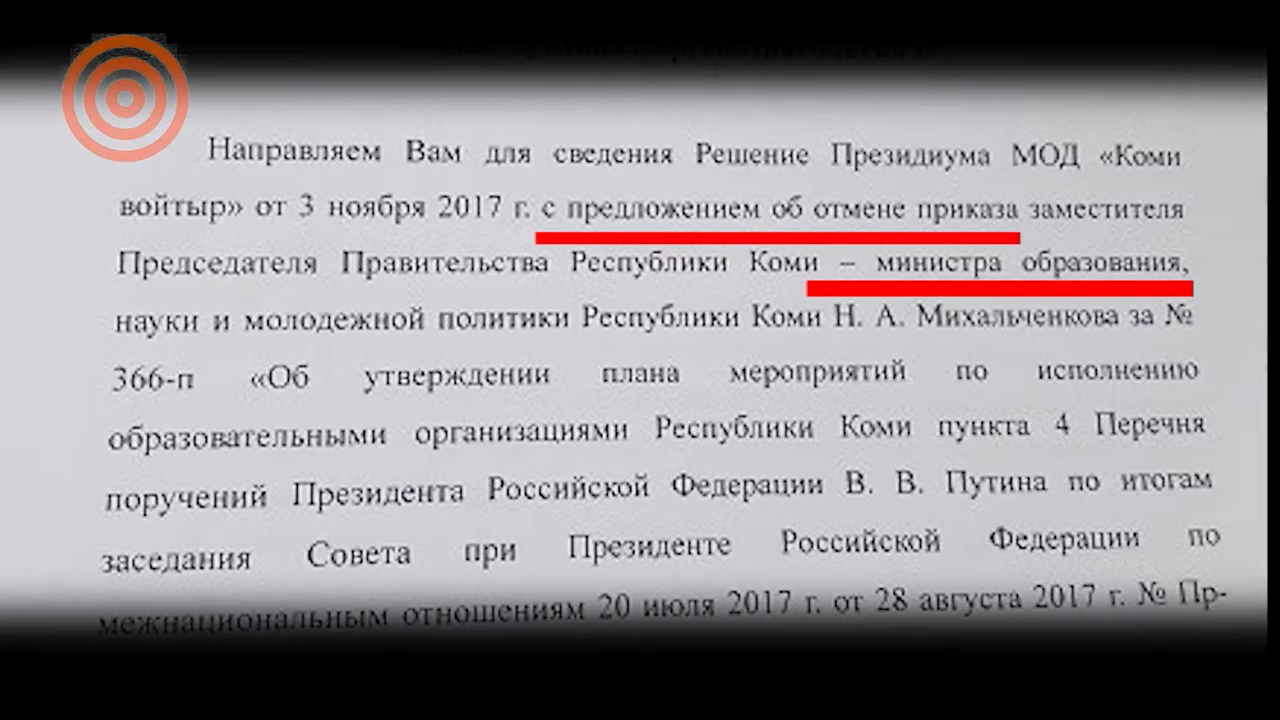 Направляем Вам для сведения Решение Президиума МОД «Коми
войтыр» от 3 ноября 2017 г. с предложением об отмене приказа заместителя
Председателя Правительства Республики Коми – министра образования,
науки и молодежной политики Республики Коми Н. А. Михальченкова за №
366-п «Об утверждении плана мероприятий по исполнению
образовательными организациями Республики Коми пункта 4 Перечня
поручений Президента Российской Федерации В. В. Путина по итогам
заседания Совета при Президенте Российской Федерации по
межнациональным отношениям 20 июля 2017 г. от 28 августа 2017 г. № Пр-